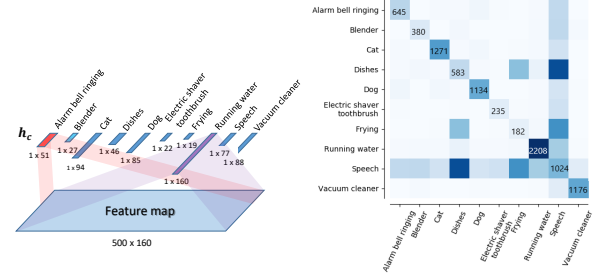 h_c
Alarm bell ringing
Blender
Cat
Dishes
Dog
Electric shaver
toothbrush
Frying
Running water
Speech
Vacuum cleaner
1 x 51
1 x 27
1 x 94
1 x 46
1 x 85
1 x 22
1 x 19
1 x 160
1 x 77
1 x 88
Feature map
500 x 160
Alarm bell ringing
Blender
Cat
Dishes
Dog
Electric shaver
toothbrush
Frying
Running water
Speech
Vacuum cleaner
645
380
1271
583
1134
235
182
2208
1024
1176
Alarm bell ringing
Blender
Cat
Dishes
Dog
Electric shaver
toothbrush
Frying
Running water
Speech
Vacuum cleaner